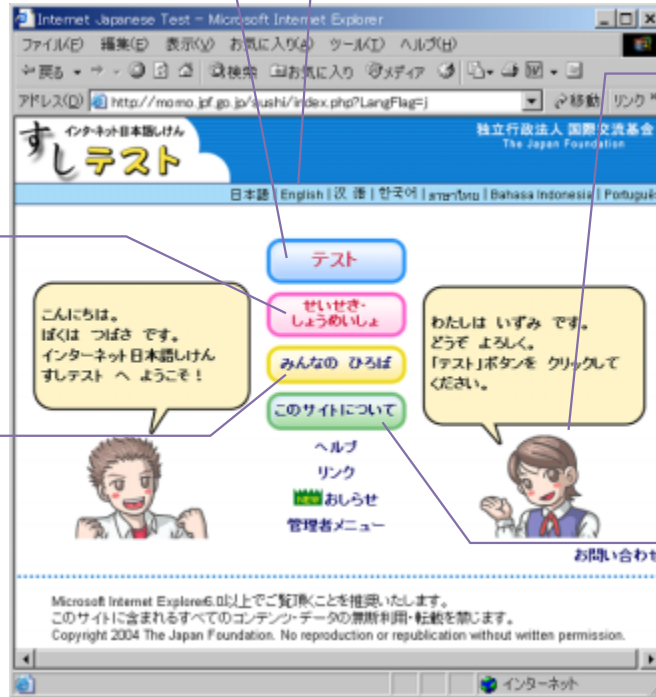 Internet Japanese Test - Microsoft Internet Explorer
ファイル(F) 編集(E) 表示(V) お気に入り(A) ツール(T) ヘルプ(H)
戻る 検索 お気に入り メディア
アドレス(D) http://momo.jpf.go.jp/sushi/index.php?LangFlag=j 移動 リンク
インターネット日本語しけん
すしテスト
独立行政法人 国際交流基金
The Japan Foundation
日本語 | English | 汉 语 | 한국어 | ภาษาไทย | Bahasa Indonesia | Portuguê
テスト
せいせき・
しょうめいしょ
みんなの ひろば
このサイトについて
こんにちは。
ぼくは つばさ です。
インターネット日本語しけん
すしテスト へ ようこそ!
わたしは いずみ です。
どうぞ よろしく。
「テスト」ボタンを クリックして
ください。
ヘルプ
リンク
おしらせ
管理者メニュー
お問い合わせ
Microsoft Internet Explorer6.0以上でご覧頂くことを推奨いたします。
このサイトに含まれるすべてのコンテンツ・データの無断利用・転載を禁じます。
Copyright 2004 The Japan Foundation. No reproduction or republication without written permission.
インターネット